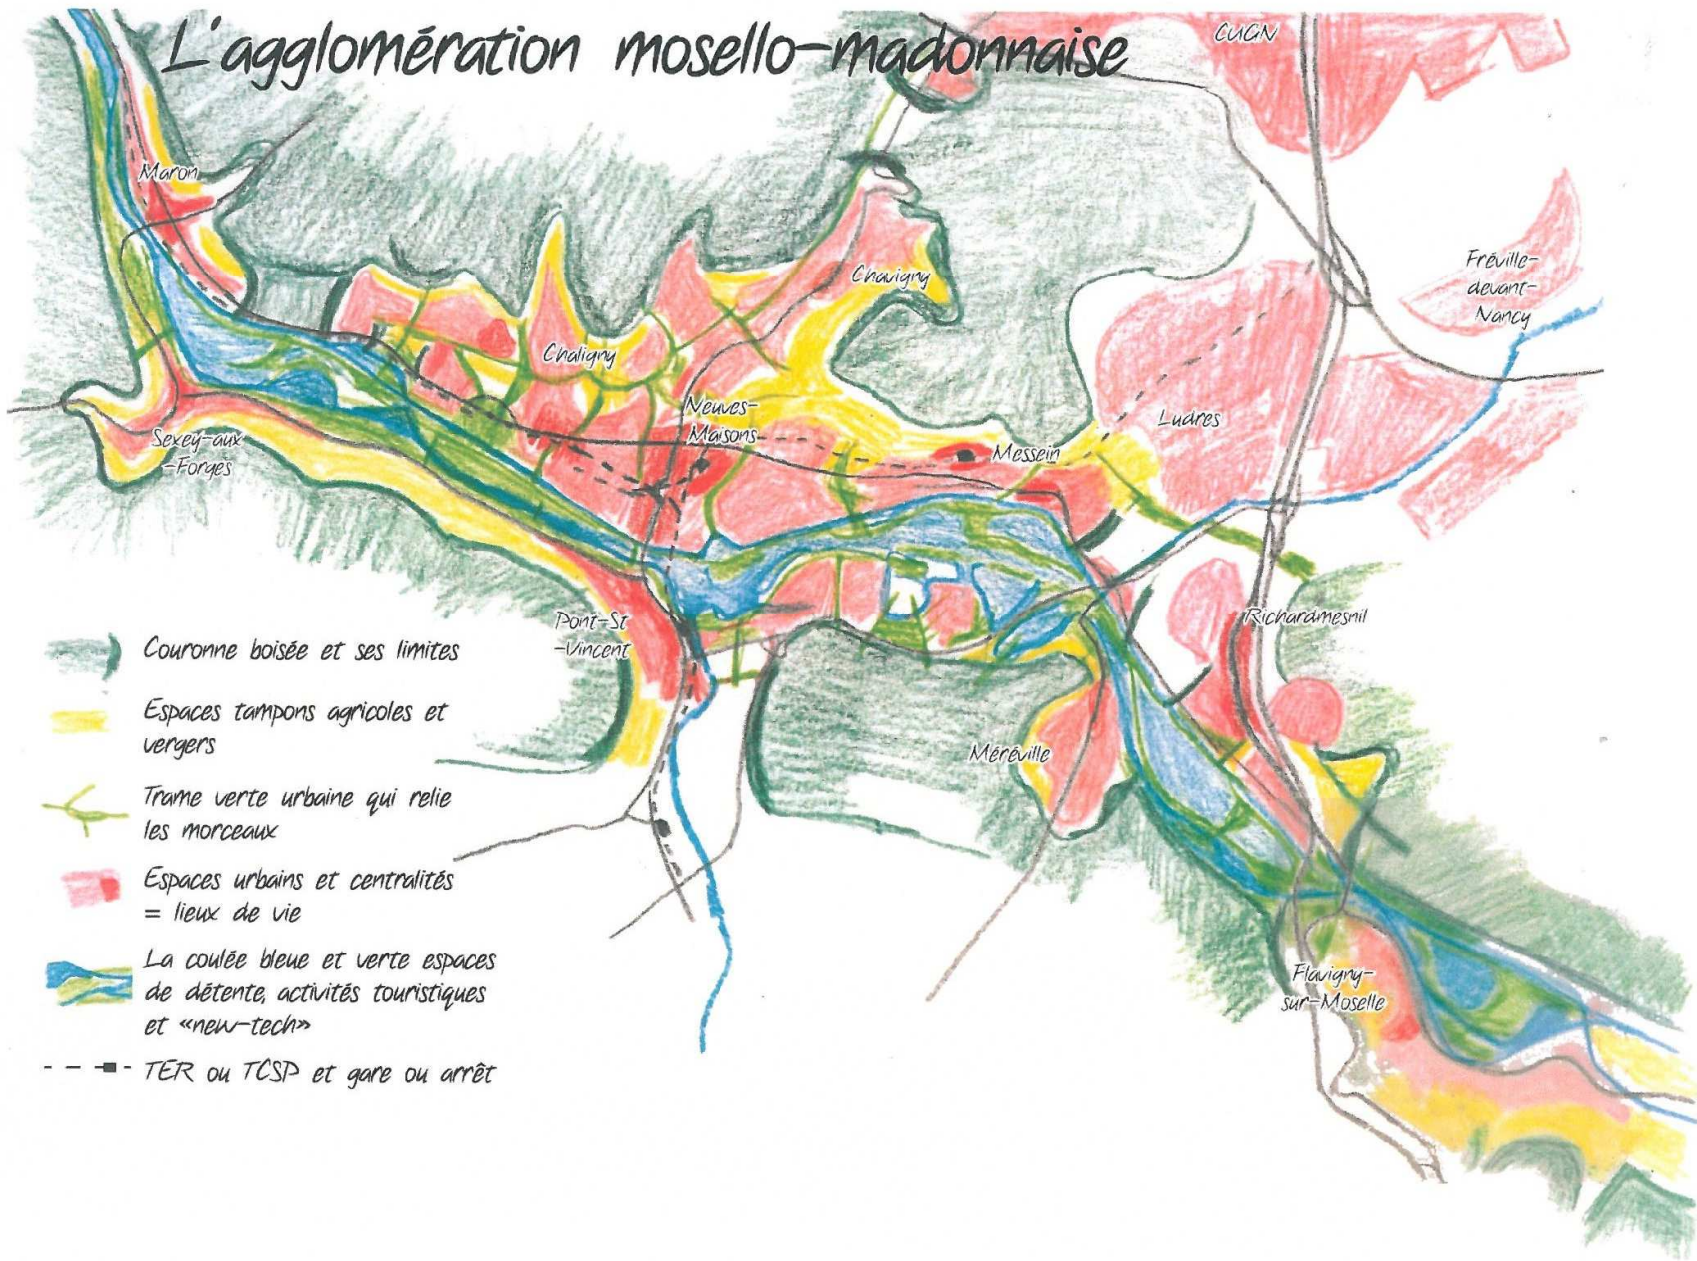 L'agglomération mosello-madonnaise
CUGN
Maron
Fréville-
devant-
Nancy
Chavigny
Chaligny
Neuves-
Maisons
Ludres
Sexey-aux
-Forges
Messein
Pont-St
-Vincent
Richardmesnil
Méréville
Flavigny-
sur-Moselle
Couronne boisée et ses limites
Espaces tampons agricoles et
vergers
Trame verte urbaine qui relie
les morceaux
Espaces urbains et centralités
= lieux de vie
La coulée bleue et verte espaces
de détente, activités touristiques
et «new-tech»
TER ou TCSP et gare ou arrêt